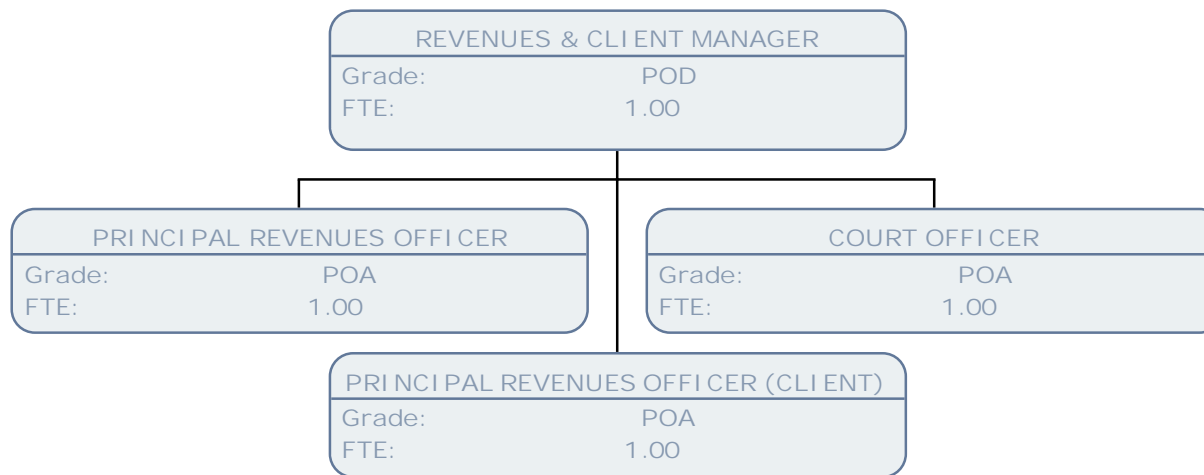 REVENUES & CLIENT MANAGER
Grade: POD
FTE: 1.00
PRINCIPAL REVENUES OFFICER
Grade: POA
FTE: 1.00
COURT OFFICER
Grade: POA
FTE: 1.00
PRINCIPAL REVENUES OFFICER (CLIENT)
Grade: POA
FTE: 1.00